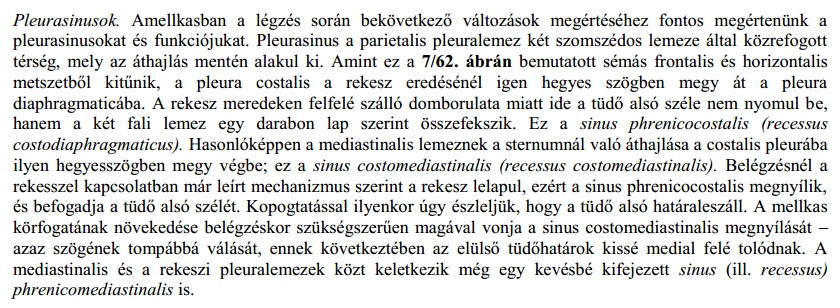 Pleurasinusok. Amellkasban a légzés során bekövetkező változások megértéséhez fontos megértenünk a
pleurasinusokat és funkciójukat. Pleurasinus a parietalis pleuralemez két szomszédos lemeze által közrefogott
térség, mely az áthajlás mentén alakul ki. Amint ez a 7/62. ábrán bemutatott sémás frontalis és horizontalis
metszetből kitűnik, a pleura costalis a rekesz eredésénél igen hegyes szögben megy át a pleura
diaphragmaticába. A rekesz meredeken felfelé szálló domborulata miatt ide a tüdő alsó széle nem nyomul be,
hanem a két fali lemez egy darabon lap szerint összefekszik. Ez a sinus phrenicocostalis (recessus
costodiaphragmaticus). Hasonlóképpen a mediastinalis lemeznek a sternumnál való áthajlása a costalis pleurába
ilyen hegyesszögben megy végbe; ez a sinus costomediastinalis (recessus costomediastinalis). Belégzésnél a
rekesszel kapcsolatban már leírt mechanizmus szerint a rekesz lelapul, ezért a sinus phrenicocostalis megnyílik,
és befogadja a tüdő alsó szélét. Kopogtatással ilyenkor úgy észleljük, hogy a tüdő alsó határaleszáll. A mellkas
körfogatának növekedése belégzéskor szükségszerűen magával vonja a sinus costomediastinalis megnyílását –
azaz szögének tompábbá válását, ennek következtében az elülső tüdőhatárok kissé medial felé tolódnak. A
mediastinalis és a rekeszi pleuralemezek közt keletkezik még egy kevésbé kifejezett sinus (ill. recessus)
phrenicomediastinalis is.